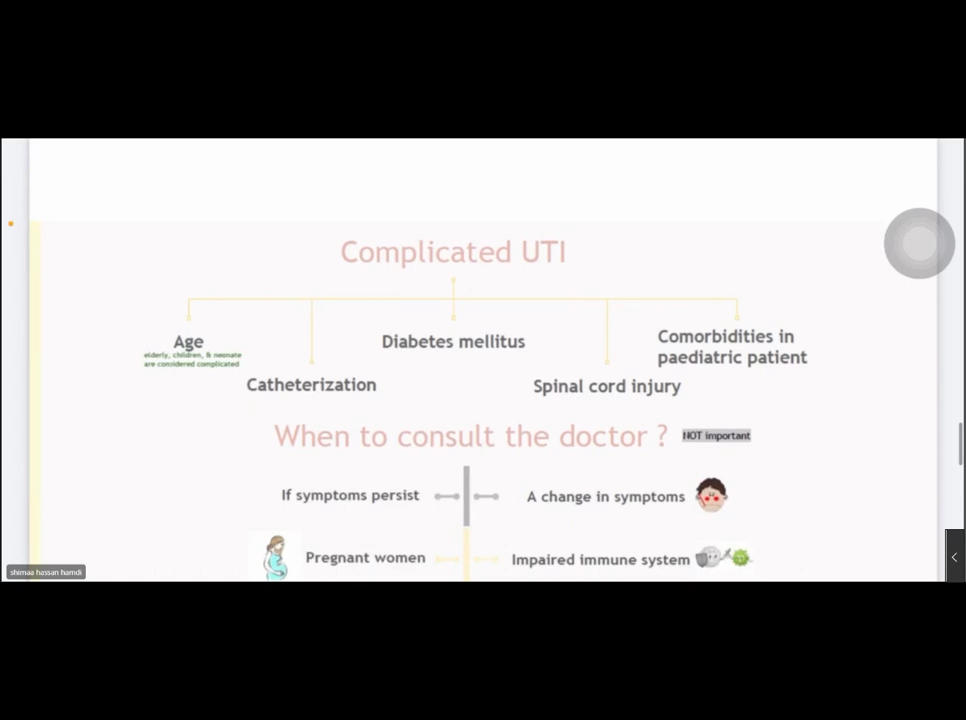 Complicated UTI
Age
elderly, children, & neonate
are considered complicated
Catheterization
Diabetes mellitus
Spinal cord injury
Comorbidities in
paediatric patient
When to consult the doctor ?
NOT important
If symptoms persist
A change in symptoms
Pregnant women
Impaired immune system
shimaa hassan hamdi